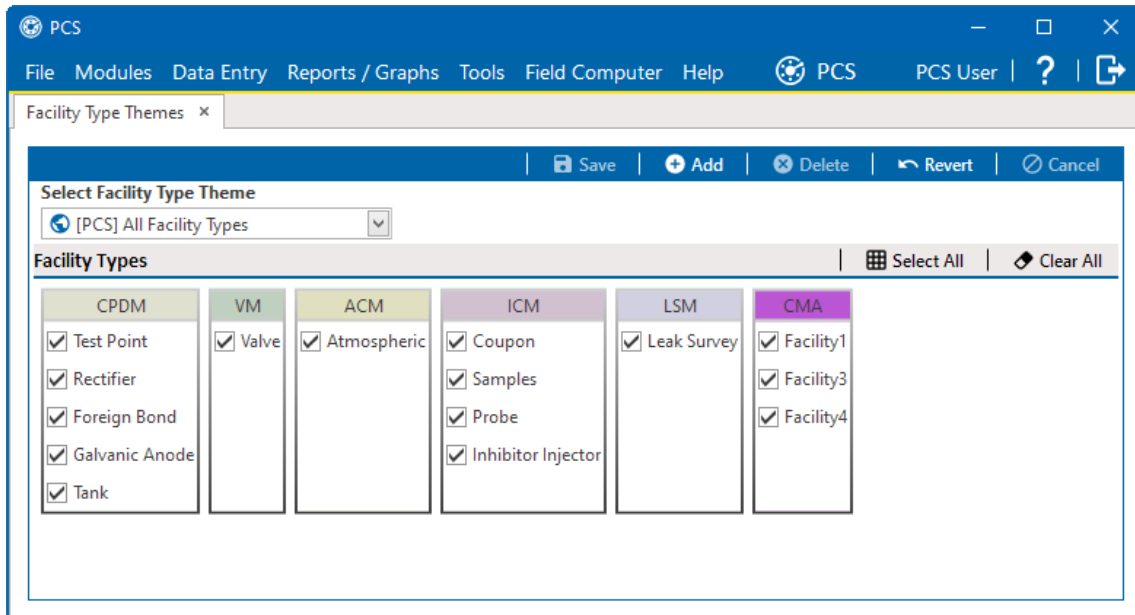 PCS
File Modules Data Entry Reports / Graphs Tools Field Computer Help PCS PCS User | ? |
Facility Type Themes ×
Save Add Delete Revert Cancel
Select Facility Type Theme
[PCS] All Facility Types
Facility Types Select All Clear All
CPDM
Test Point
Rectifier
Foreign Bond
Galvanic Anode
Tank
VM
Valve
ACM
Atmospheric
ICM
Coupon
Samples
Probe
Inhibitor Injector
LSM
Leak Survey
CMA
Facility1
Facility3
Facility4